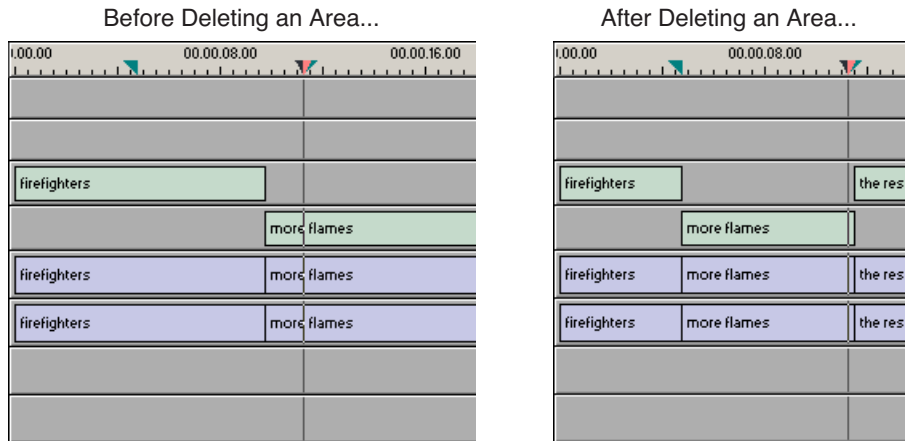 Before Deleting an Area...
After Deleting an Area...
00.00 00.00.08.00 00.00.16.00
00.00 00.00.08.00
firefighters
firefighters the res
more flames
more flames
firefighters more flames
firefighters more flames the res
firefighters more flames
firefighters more flames the res